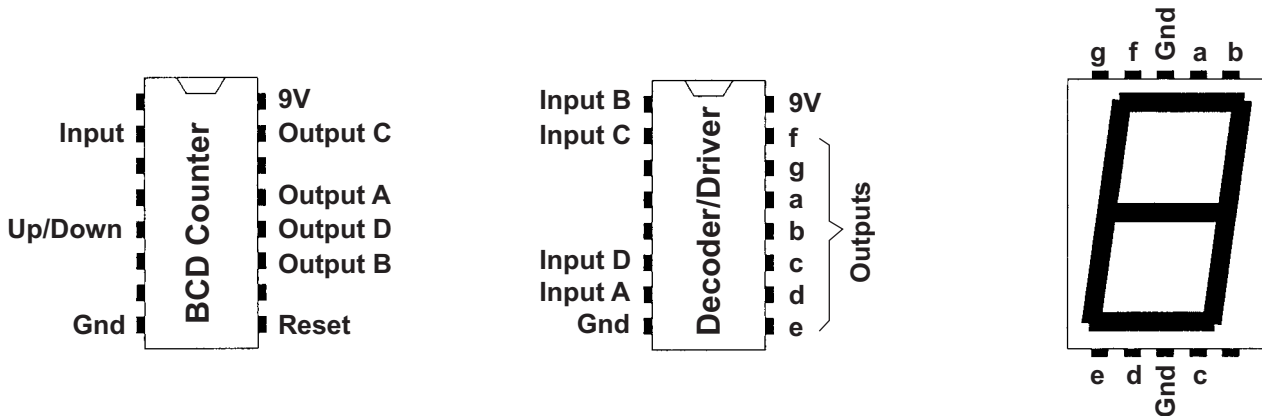 BCD Counter
Input
Up/Down
Gnd
9V
Output C
Output A
Output D
Output B
Reset
Decoder/Driver
Input B
Input C
Input D
Input A
Gnd
9V
f
g
a
b
c
d
e
Outputs
g f Gnd a b
e d Gnd c